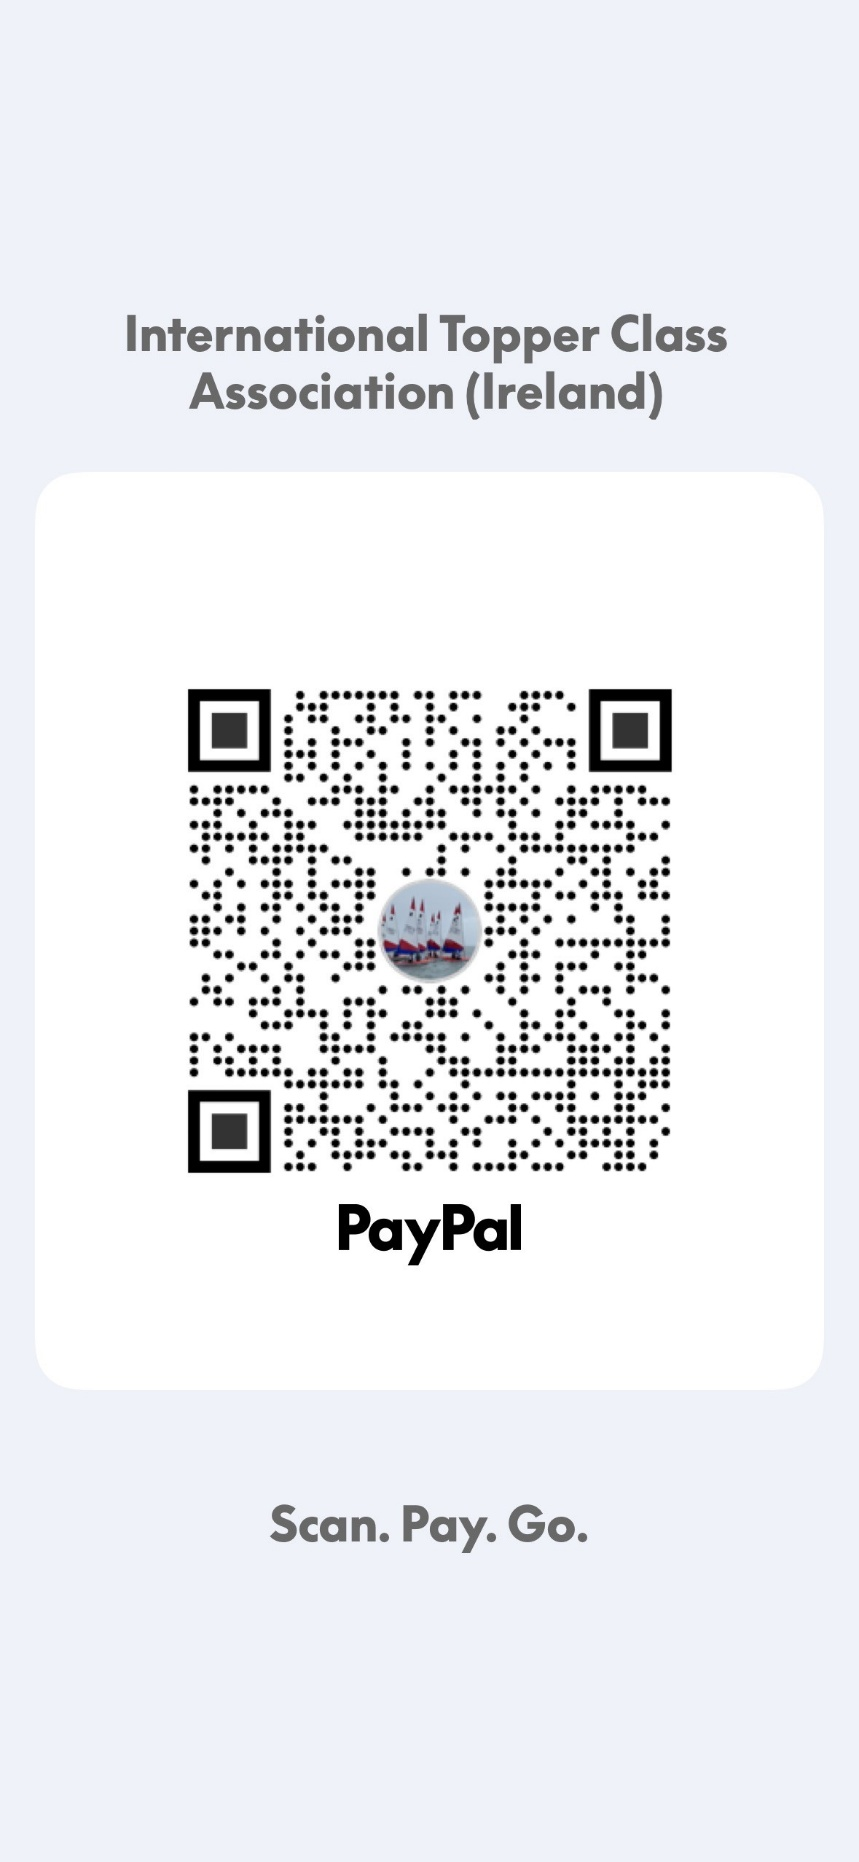 International Topper Class
Association (Ireland)
PayPal
Scan. Pay. Go.